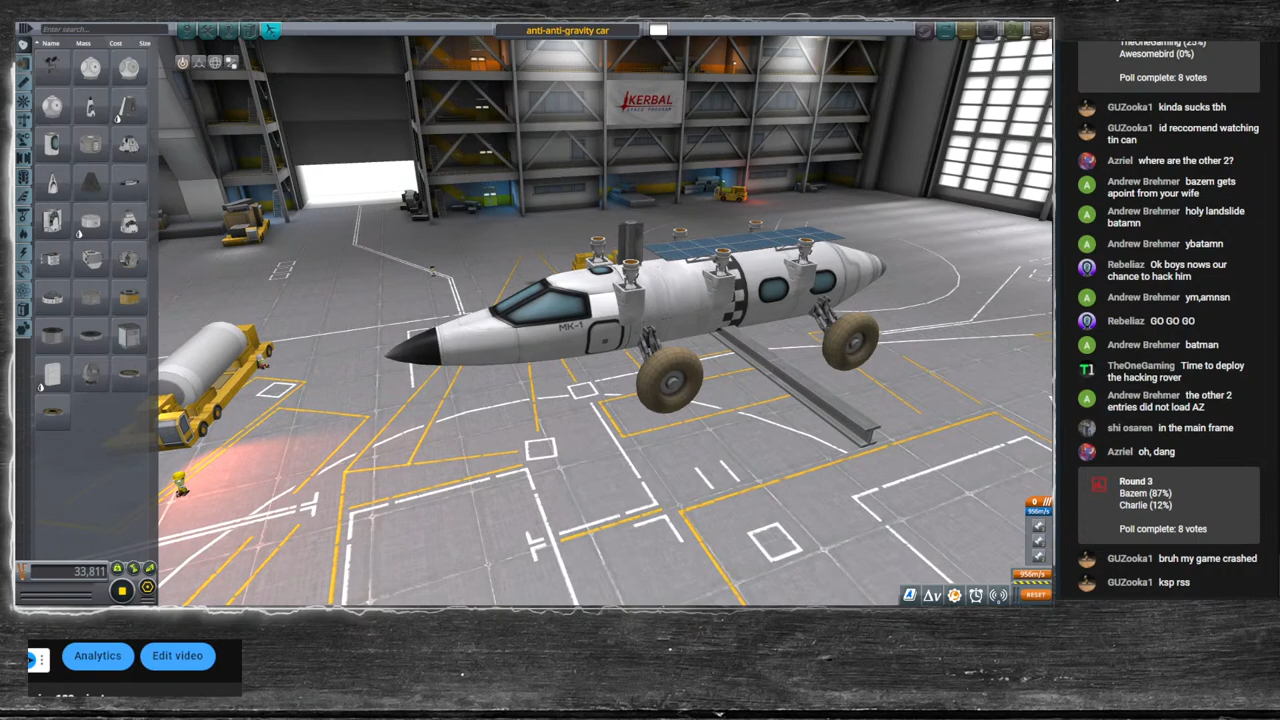 Enter search...
anti-anti-gravity car
Name Mass Cost Size
KERBAL
SPACE PROGRAM
MK-1
0
956m/s
956m/s
Δv
RESET
33,811
Analytics
Edit video
TheOneGaming (25%)
Awesomebird (0%)
Poll complete: 8 votes
GUZooka1 kinda sucks tbh
GUZooka1 id reccomend watching
tin can
Azriel where are the other 2?
A
Andrew Brehmer bazem gets
apoint from your wife
A
Andrew Brehmer holy landslide
batamn
A
Andrew Brehmer ybatamn
Rebeliaz Ok boys nows our
chance to hack him
A
Andrew Brehmer ym,amnsn
Rebeliaz GO GO GO
A
Andrew Brehmer batman
T1
TheOneGaming Time to deploy
the hacking rover
A
Andrew Brehmer the other 2
entries did not load AZ
shi osaren in the main frame
Azriel oh, dang
Round 3
Bazem (87%)
Charlie (12%)
Poll complete: 8 votes
GUZooka1 bruh my game crashed
GUZooka1 ksp rss